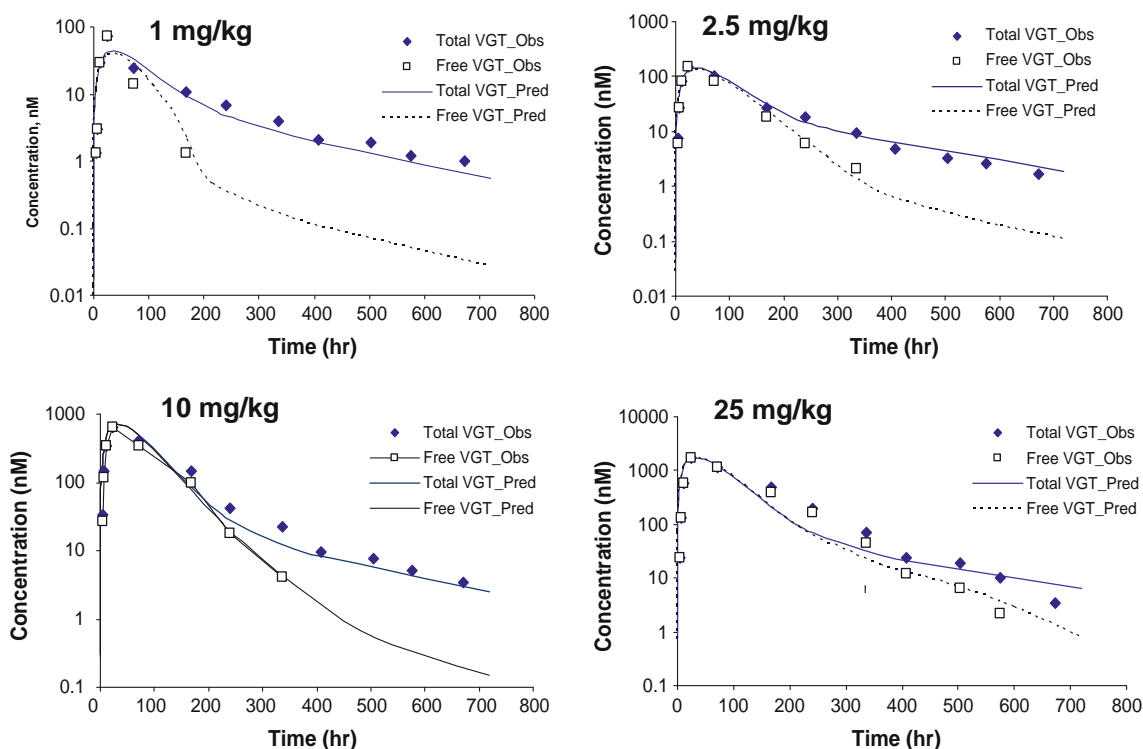 1 mg/kg
Concentration, nM
100
10
1
0.1
0.01
0 100 200 300 400 500 600 700 800
Time (hr)
Total VGT_Obs
Free VGT_Obs
Total VGT_Pred
Free VGT_Pred
2.5 mg/kg
Concentration (nM)
1000
100
10
1
0.1
0.01
0 100 200 300 400 500 600 700 800
Time (hr)
Total VGT_Obs
Free VGT_Obs
Total VGT_Pred
Free VGT_Pred
10 mg/kg
Concentration (nM)
1000
100
10
1
0.1
0 100 200 300 400 500 600 700 800
Time (hr)
Total VGT_Obs
Free VGT_Obs
Total VGT_Pred
Free VGT_Pred
25 mg/kg
Concentration (nM)
10000
1000
100
10
1
0.1
0 100 200 300 400 500 600 700 800
Time (hr)
Total VGT_Obs
Free VGT_Obs
Total VGT_Pred
Free VGT_Pred